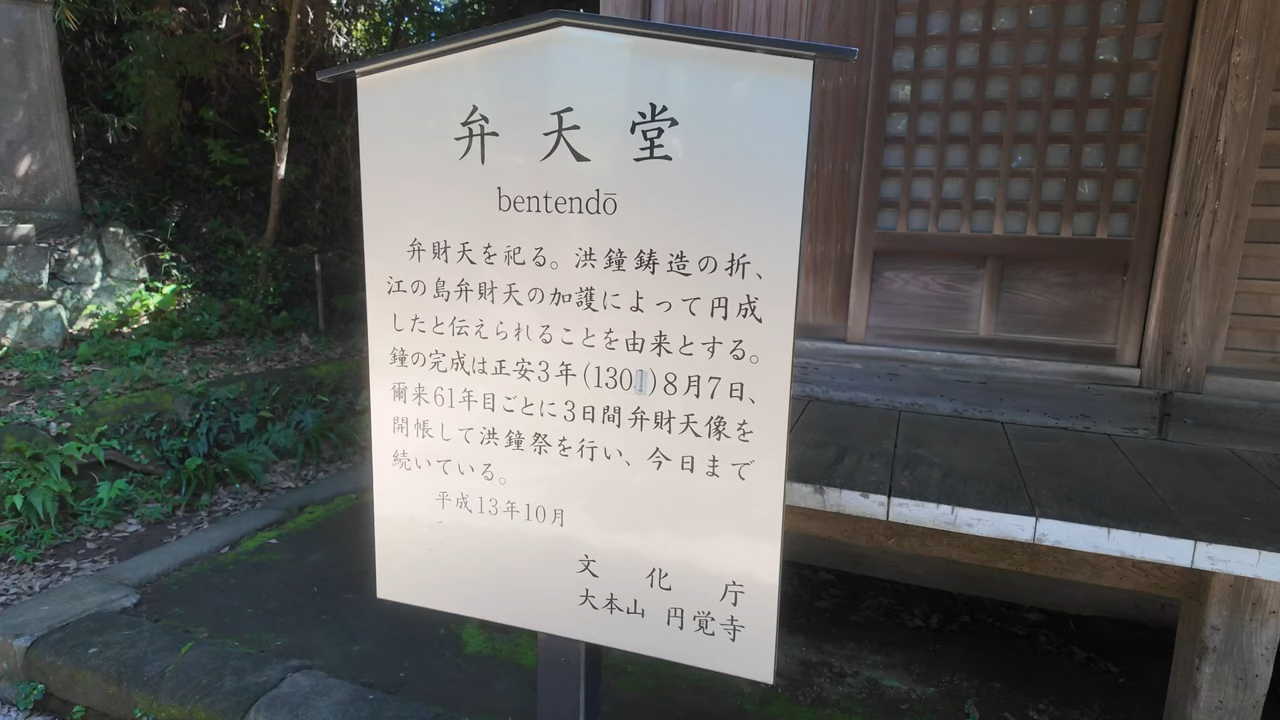 弁天堂
bentendō
弁財天を祀る。洪鐘鋳造の折、
江の島弁財天の加護によって円成
したと伝えられることを由来とする。
鐘の完成は正安3年(1301)8月7日、
爾来61年目ごとに3日間弁財天像を
開帳して洪鐘祭を行い、今日まで
続いている。
平成13年10月
文化庁
大本山 円覚寺